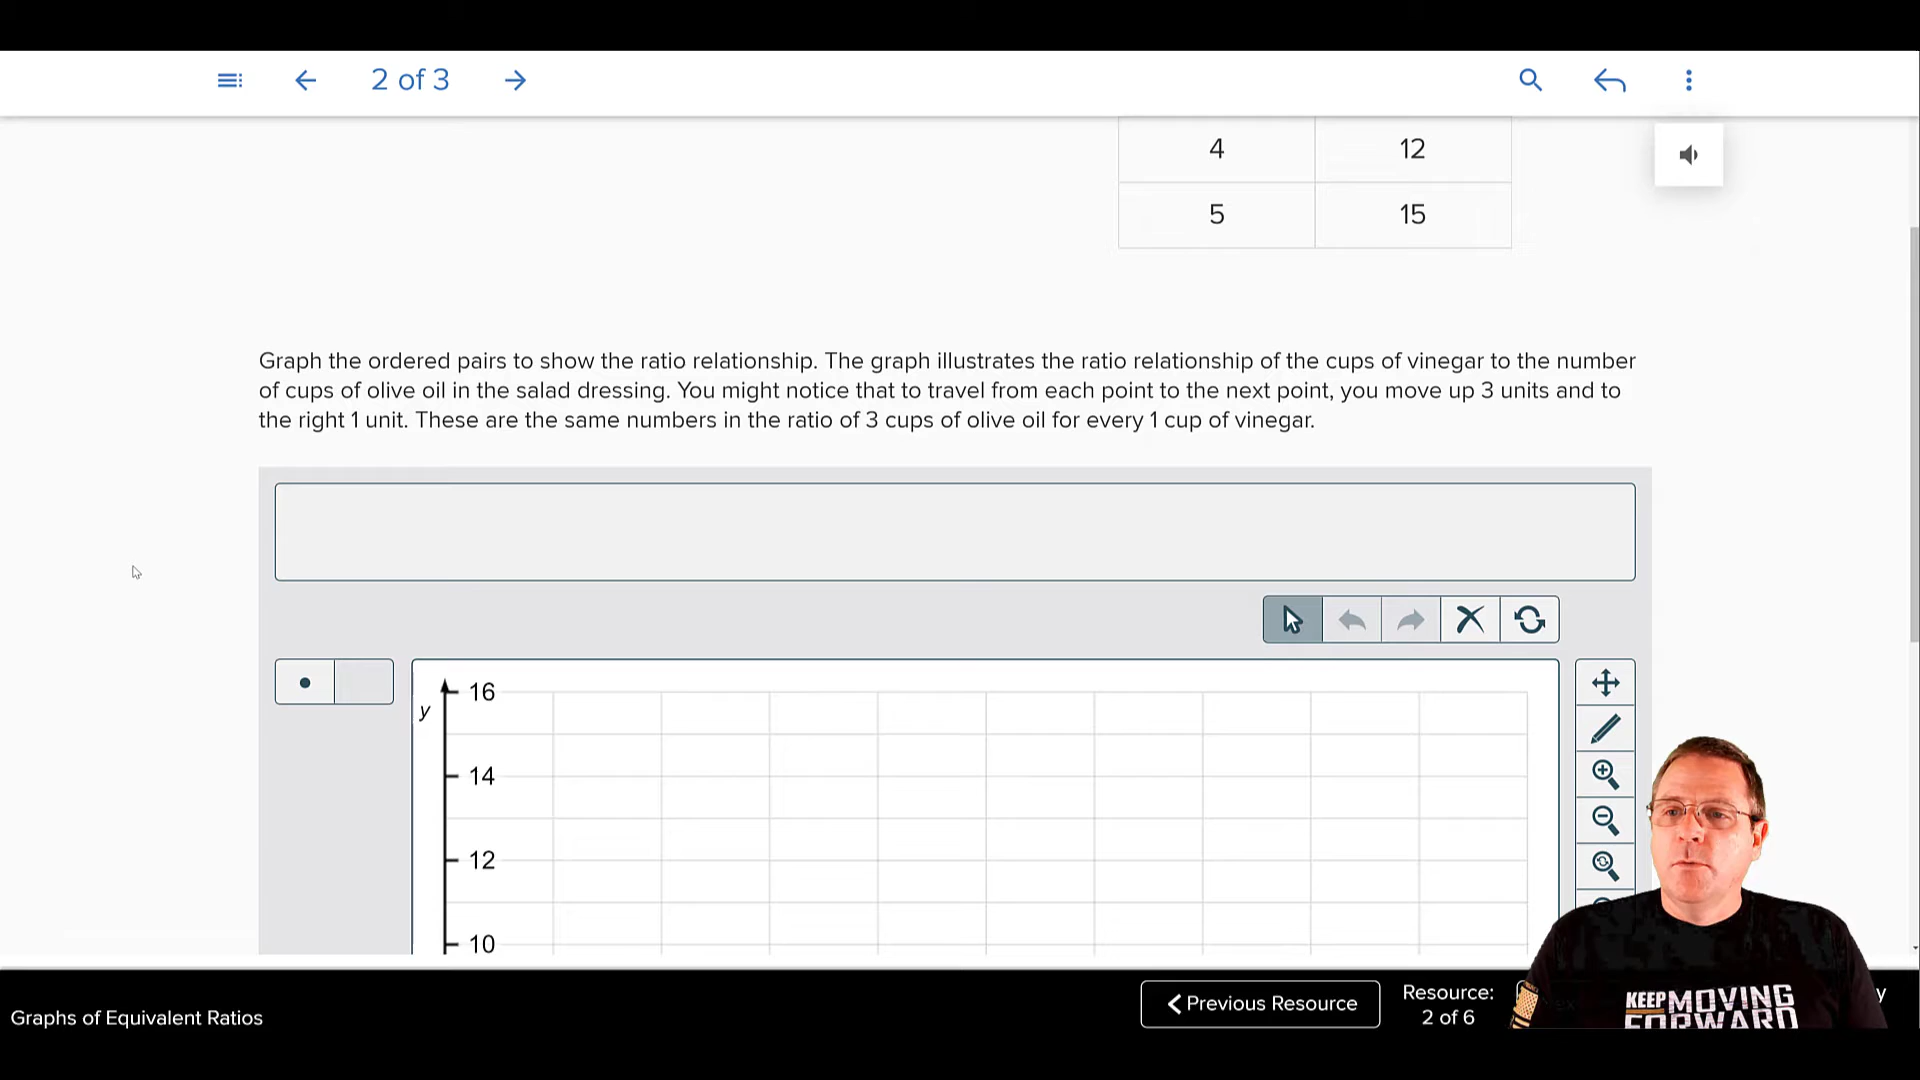 2 of 3
4 12
5 15
Graph the ordered pairs to show the ratio relationship. The graph illustrates the ratio relationship of the cups of vinegar to the number
of cups of olive oil in the salad dressing. You might notice that to travel from each point to the next point, you move up 3 units and to
the right 1 unit. These are the same numbers in the ratio of 3 cups of olive oil for every 1 cup of vinegar.
16
y
14
12
10
Graphs of Equivalent Ratios
Previous Resource
Resource:
2 of 6
KEEP MOVING
FORWARD